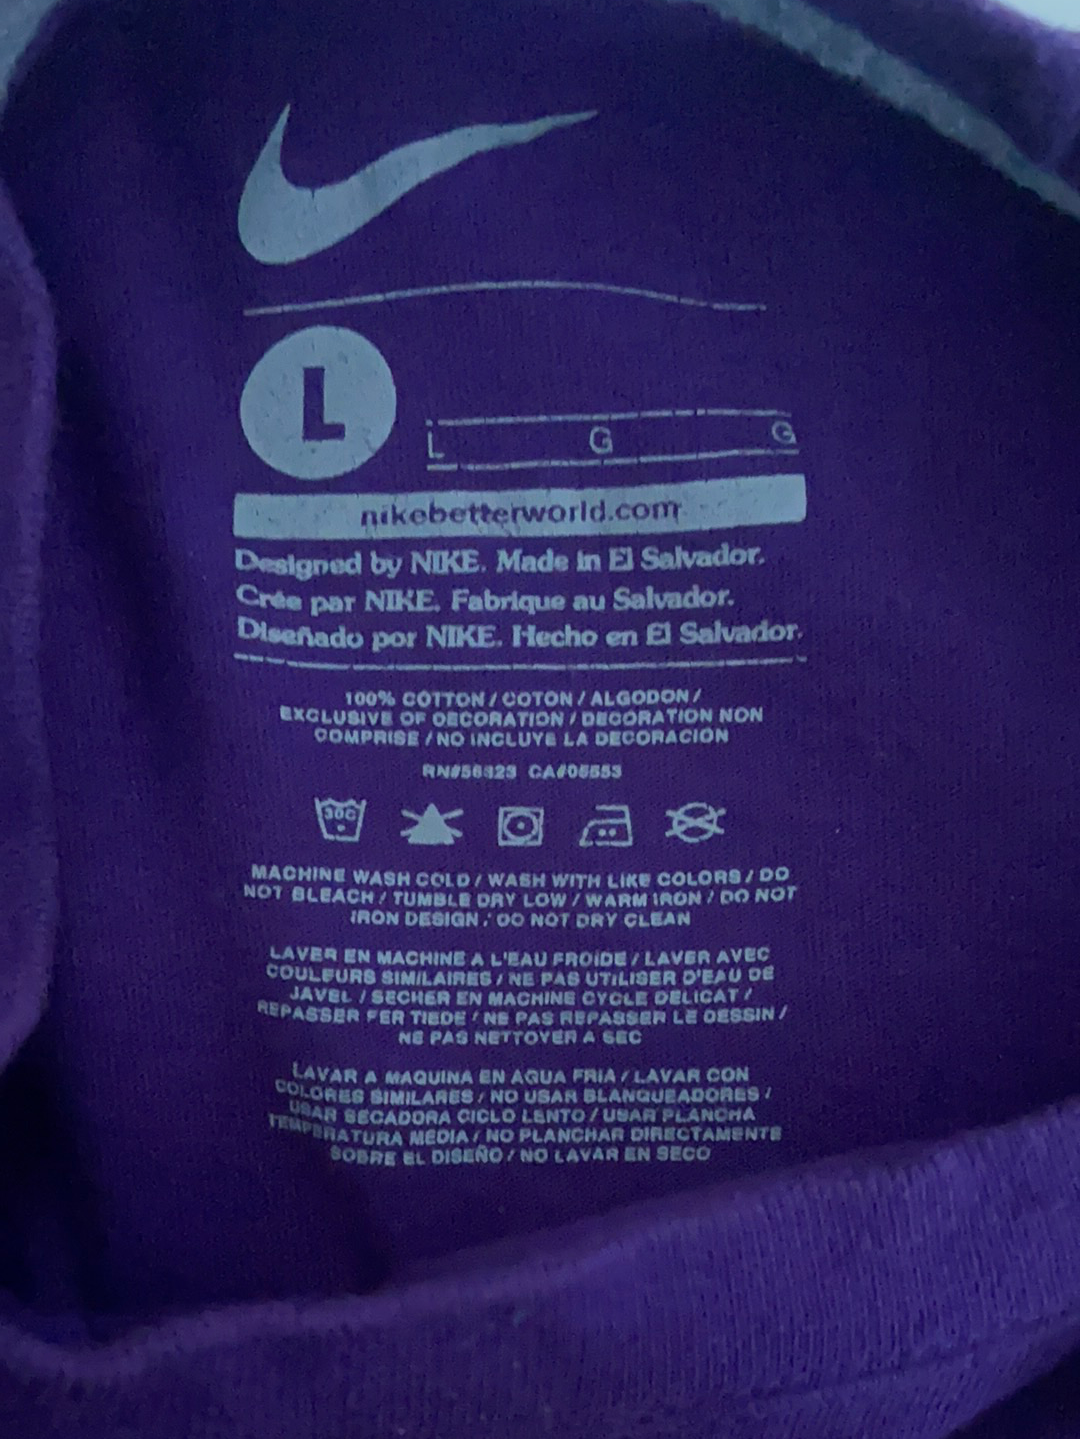 L
L G G
nikebetterworld.com
Designed by NIKE. Made in El Salvador.
Crée par NIKE. Fabrique au Salvador.
Diseñado por NIKE. Hecho en El Salvador.
100% COTTON / COTON / ALGODON /
EXCLUSIVE OF DECORATION / DECORATION NON
COMPRISE / NO INCLUYE LA DECORACION
RN#56323 CA#05553
30C
MACHINE WASH COLD / WASH WITH LIKE COLORS / DO
NOT BLEACH / TUMBLE DRY LOW / WARM IRON / DO NOT
IRON DESIGN / DO NOT DRY CLEAN
LAVER EN MACHINE A L'EAU FROIDE / LAVER AVEC
COULEURS SIMILAIRES / NE PAS UTILISER D'EAU DE
JAVEL / SECHER EN MACHINE CYCLE DELICAT /
REPASSER FER TIEDE / NE PAS REPASSER LE DESSIN /
NE PAS NETTOYER A SEC
LAVAR A MAQUINA EN AGUA FRIA / LAVAR CON
COLORES SIMILARES / NO USAR BLANQUEADORES /
USAR SECADORA CICLO LENTO / USAR PLANCHA
TEMPERATURA MEDIA / NO PLANCHAR DIRECTAMENTE
SOBRE EL DISEÑO / NO LAVAR EN SECO